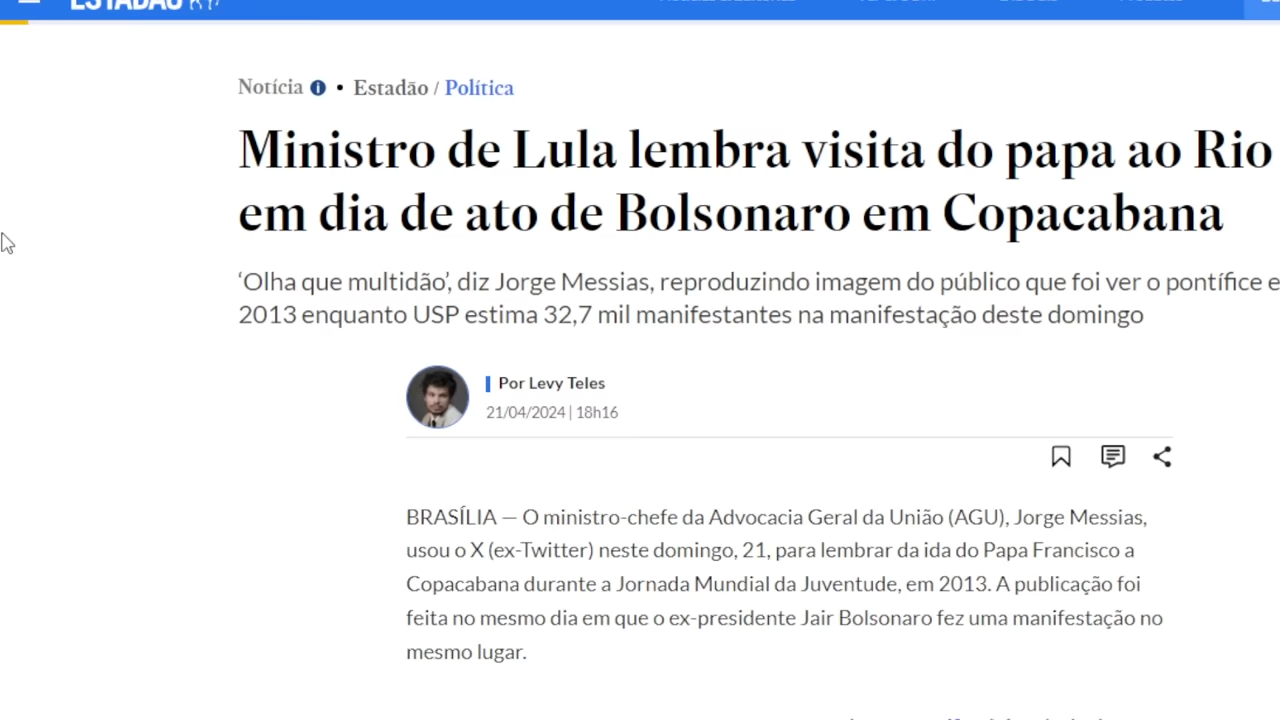 ESTADÃO
Notícia • Estadão / Política
Ministro de Lula lembra visita do papa ao Rio
em dia de ato de Bolsonaro em Copacabana
‘Olha que multidão’, diz Jorge Messias, reproduzindo imagem do público que foi ver o pontífice e
2013 enquanto USP estima 32,7 mil manifestantes na manifestação deste domingo
Por Levy Teles
21/04/2024 | 18h16
BRASÍLIA — O ministro-chefe da Advocacia Geral da União (AGU), Jorge Messias,
usou o X (ex-Twitter) neste domingo, 21, para lembrar da ida do Papa Francisco a
Copacabana durante a Jornada Mundial da Juventude, em 2013. A publicação foi
feita no mesmo dia em que o ex-presidente Jair Bolsonaro fez uma manifestação no
mesmo lugar.